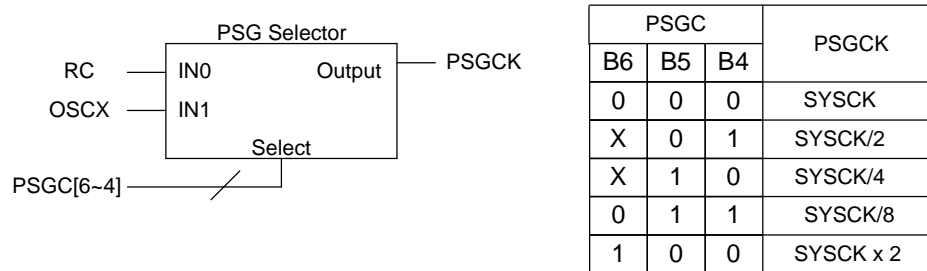 PSG Selector
RC
IN0
Output
PSGCK
OSCX
IN1
Select
PSGC[6~4]
PSGC
PSGCK
B6 B5 B4
0 0 0 SYSCK
X 0 1 SYSCK/2
X 1 0 SYSCK/4
0 1 1 SYSCK/8
1 0 0 SYSCK x 2